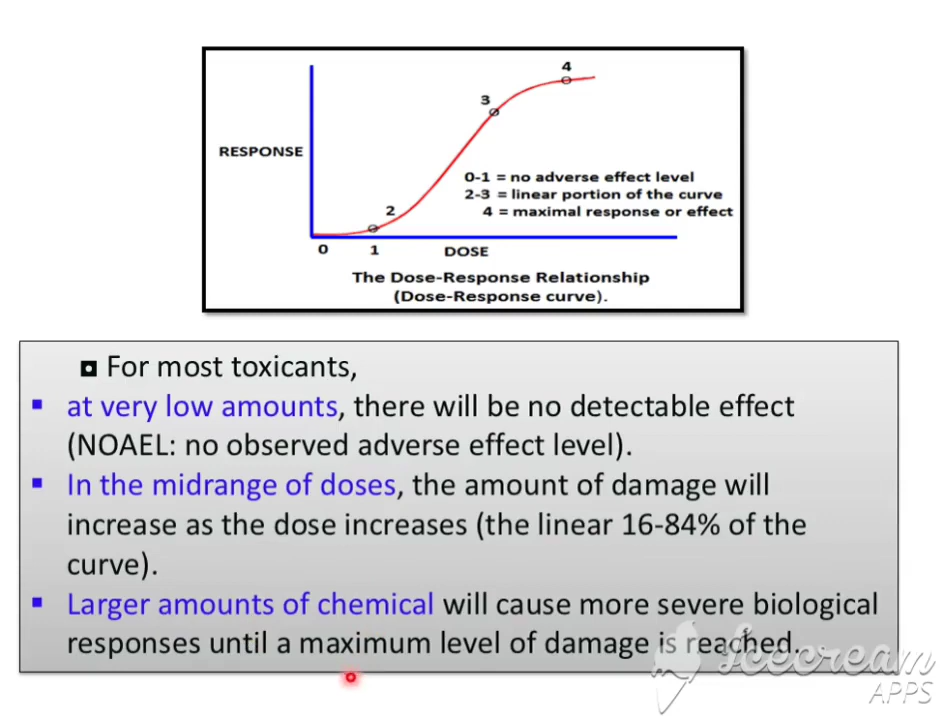 4
3
RESPONSE
0-1 = no adverse effect level
2-3 = linear portion of the curve
4 = maximal response or effect
2
0 1 DOSE
The Dose-Response Relationship
(Dose-Response curve).
For most toxicants,
at very low amounts, there will be no detectable effect
(NOAEL: no observed adverse effect level).
In the midrange of doses, the amount of damage will
increase as the dose increases (the linear 16-84% of the
curve).
Larger amounts of chemical will cause more severe biological
responses until a maximum level of damage is reached.
Icecream
APPS